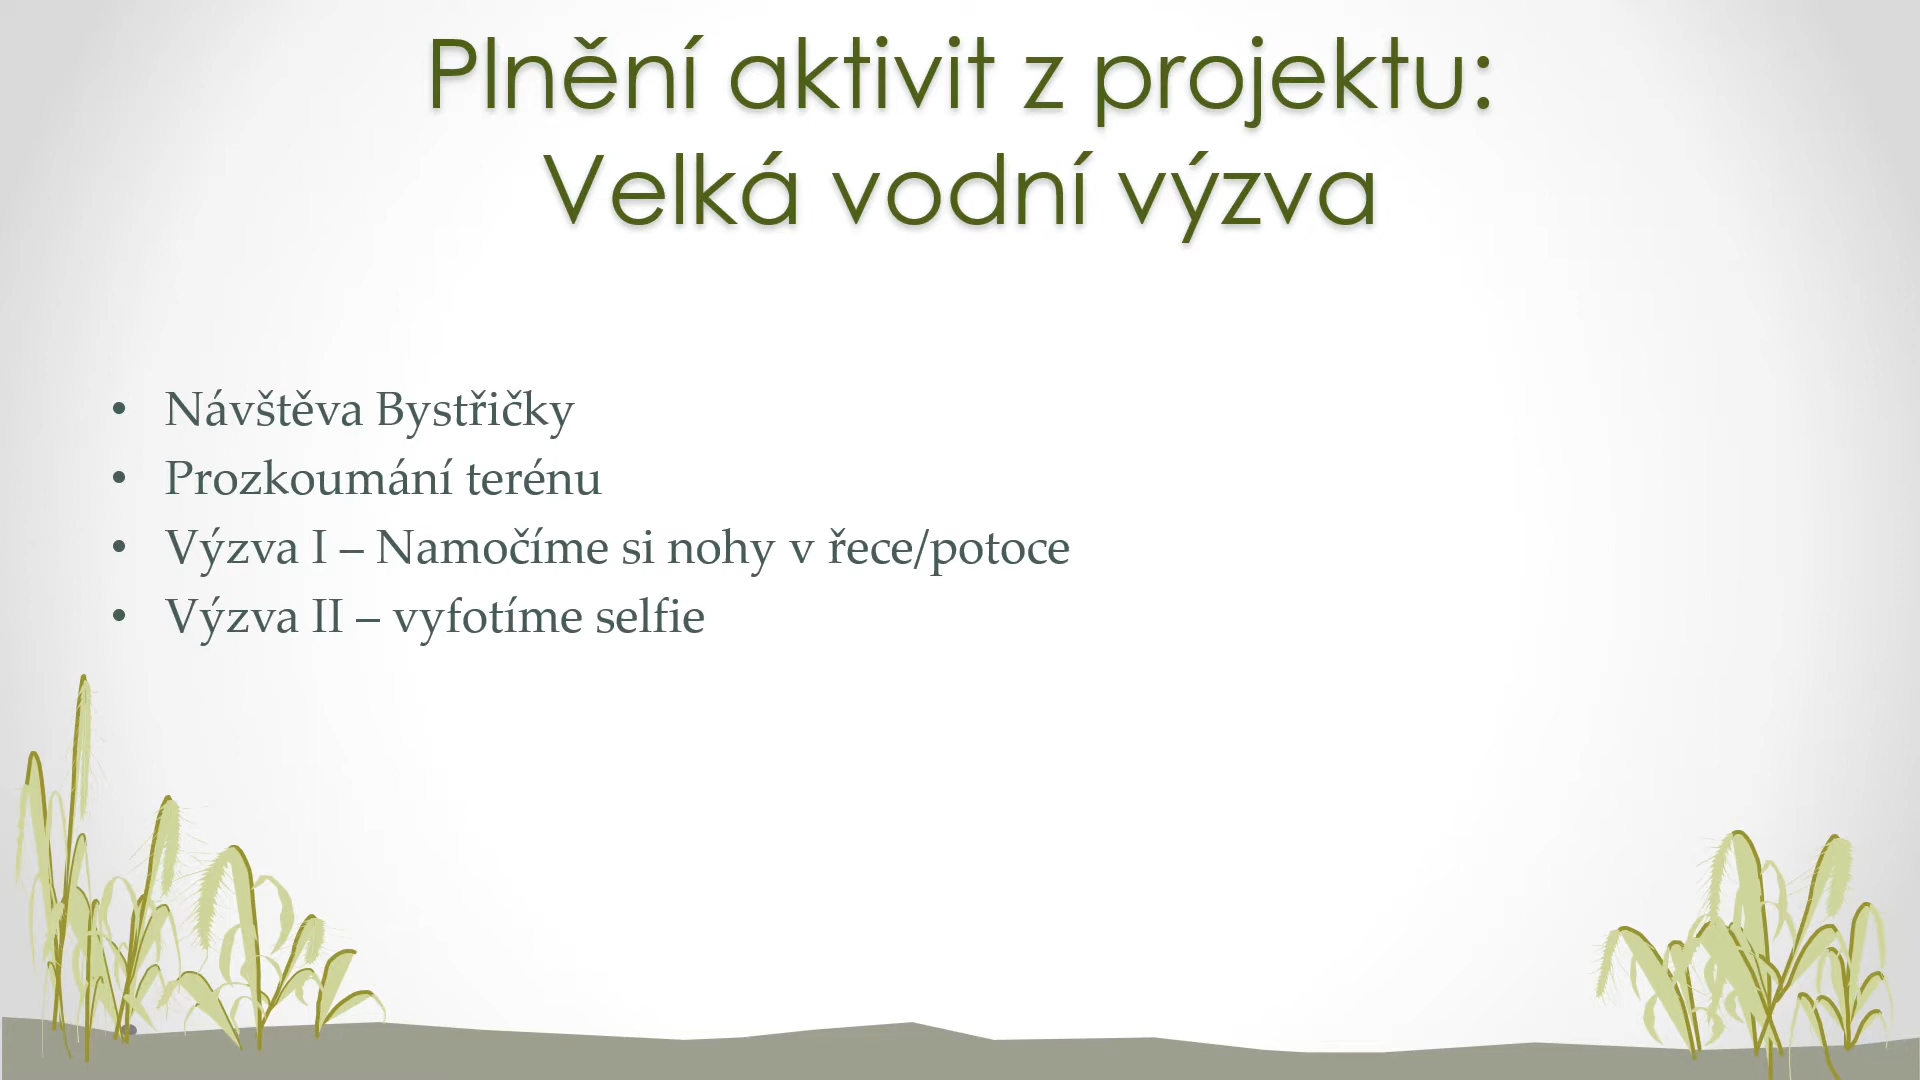 Plnění aktivit z projektu:
Velká vodní výzva
• Návštěva Bystřičky
• Prozkoumání terénu
• Výzva I – Namočíme si nohy v řece/potoce
• Výzva II – vyfotíme selfie